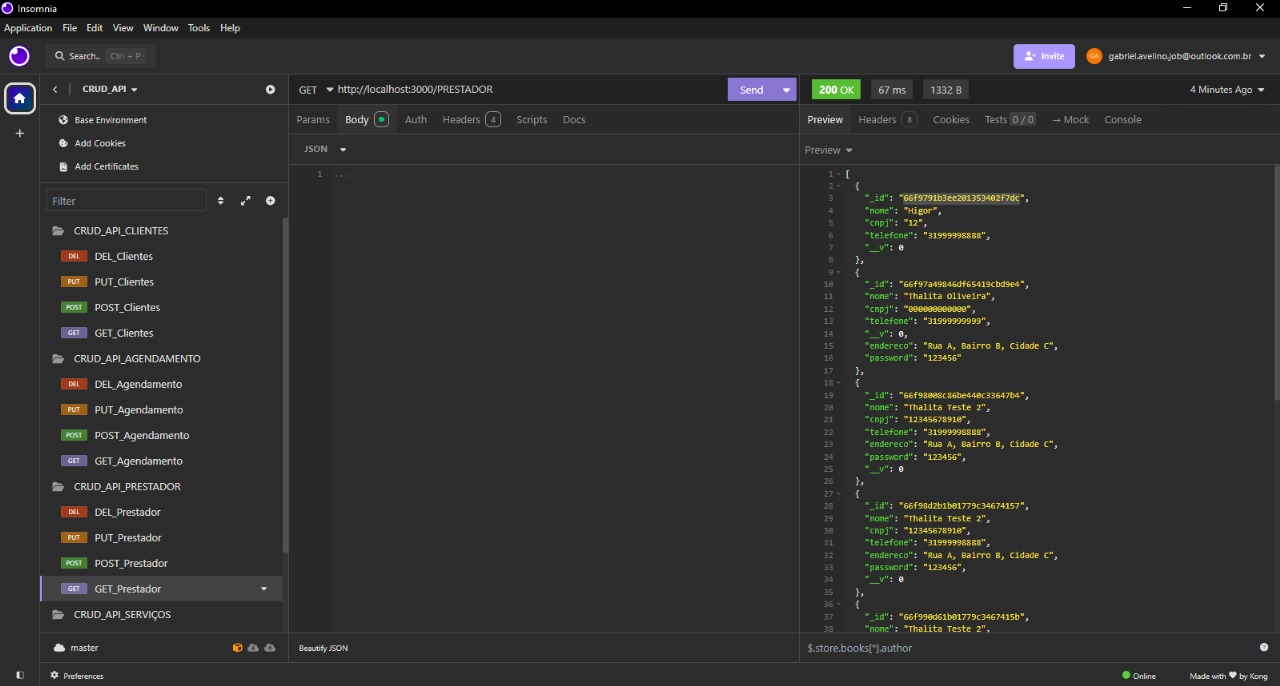 Insomnia
Application File Edit View Window Tools Help
Search.. Ctrl + P
Invite
GA gabriel.avelino.job@outlook.com.br
CRUD_API
Base Environment
Add Cookies
Add Certificates
Filter
CRUD_API_CLIENTES
DEL DEL_Clientes
PUT PUT_Clientes
POST POST_Clientes
GET GET_Clientes
CRUD_API_AGENDAMENTO
DEL DEL_Agendamento
PUT PUT_Agendamento
POST POST_Agendamento
GET GET_Agendamento
CRUD_API_PRESTADOR
DEL DEL_Prestador
PUT PUT_Prestador
POST POST_Prestador
GET GET_Prestador
CRUD_API_SERVIÇOS
master
Preferences
GET http://localhost:3000/PRESTADOR Send
Params Body Auth Headers 4 Scripts Docs
JSON
1 ...
Beautify JSON
200 OK 67 ms 1332 B 4 Minutes Ago
Preview Headers 8 Cookies Tests 0 / 0 → Mock Console
Preview
1 [
2 {
3 "_id": "66f9791b3ee201353402f7dc",
4 "nome": "Higor",
5 "cnpj": "12",
6 "telefone": "31999998888",
7 "__v": 0
8 },
9 {
10 "_id": "66f97a49846df65419cbd9e4",
11 "nome": "Thalita Oliveira",
12 "cnpj": "000000000000",
13 "telefone": "31999999999",
14 "__v": 0,
15 "endereco": "Rua A, Bairro B, Cidade C",
16 "password": "123456"
17 },
18 {
19 "_id": "66f98008c86be440c33647b4",
20 "nome": "Thalita Teste 2",
21 "cnpj": "12345678910",
22 "telefone": "31999998888",
23 "endereco": "Rua A, Bairro B, Cidade C",
24 "password": "123456",
25 "__v": 0
26 },
27 {
28 "_id": "66f98d2b1b01779c34674157",
29 "nome": "Thalita Teste 2",
30 "cnpj": "12345678910",
31 "telefone": "31999998888",
32 "endereco": "Rua A, Bairro B, Cidade C",
33 "password": "123456",
34 "__v": 0
35 },
36 {
37 "_id": "66f990d61b01779c3467415b",
38 "nome": "Thalita Teste 2",
$.store.books[*].author
Online
Made with ♥ by Kong